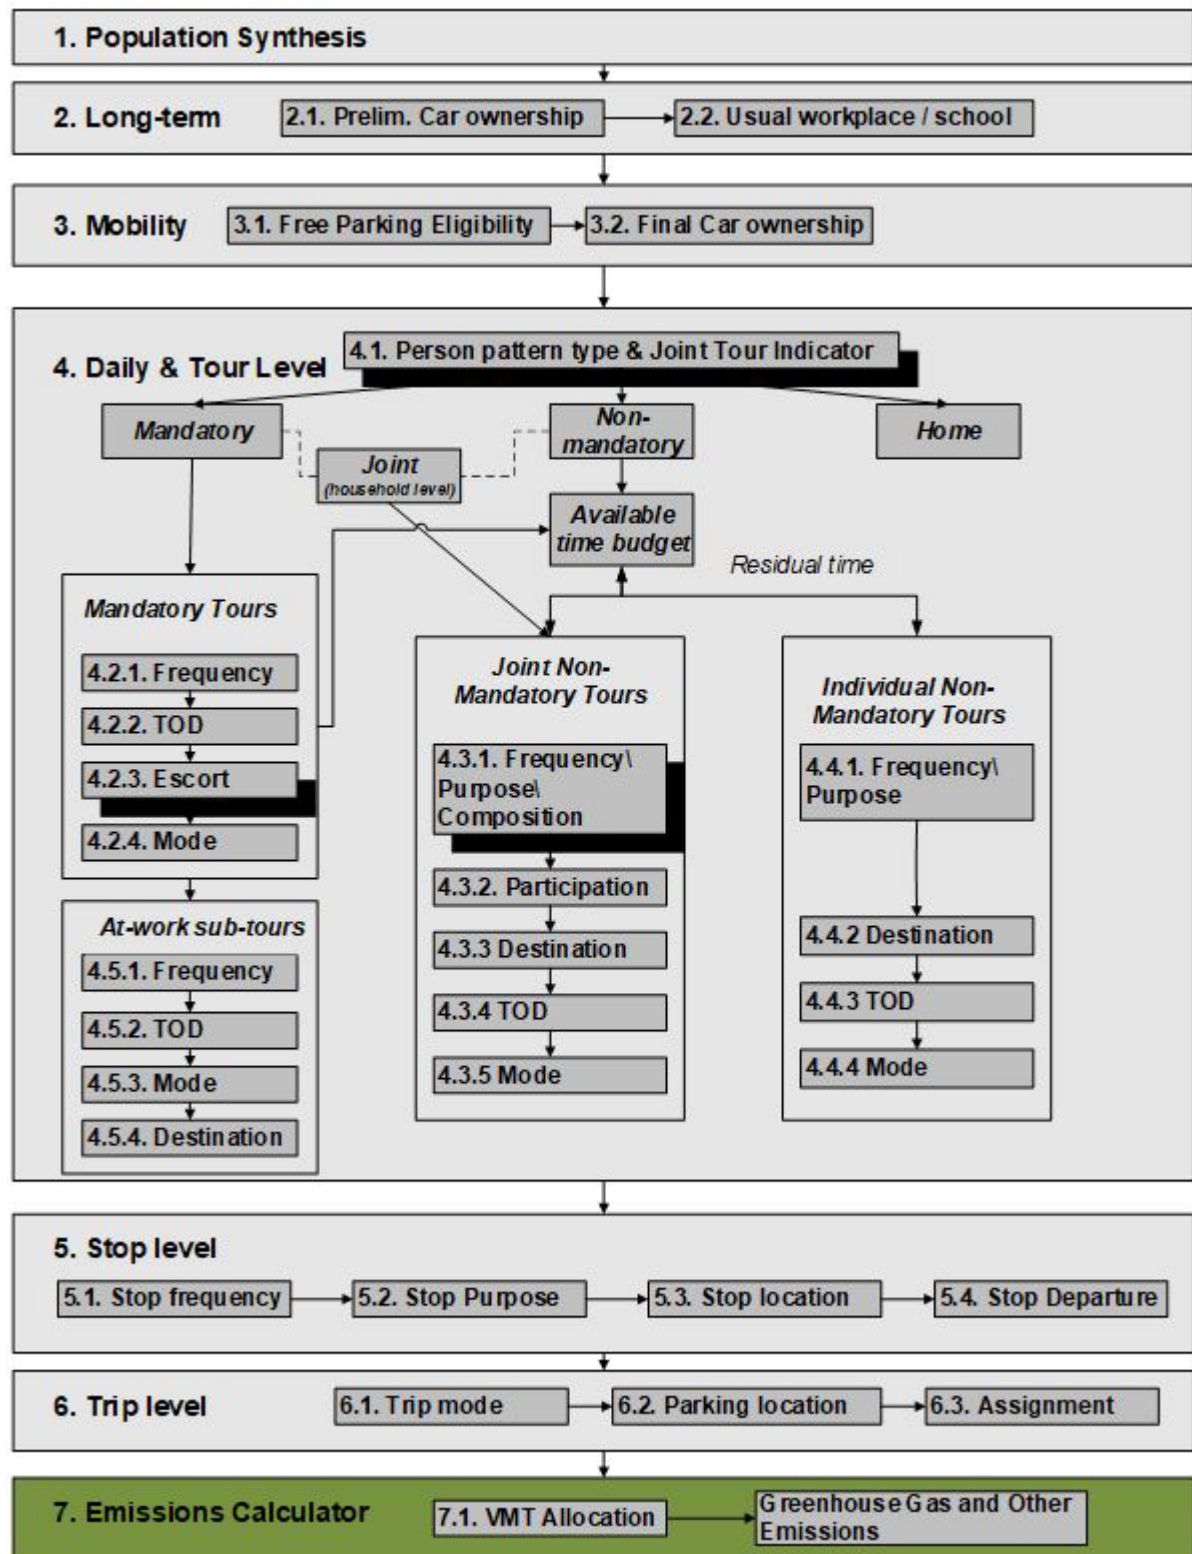 1. Population Synthesis
2. Long-term
2.1. Prelim. Car ownership
2.2. Usual workplace / school
3. Mobility
3.1. Free Parking Eligibility
3.2. Final Car ownership
4. Daily & Tour Level
4.1. Person pattern type & Joint Tour Indicator
Mandatory
Non-
mandatory
Home
Joint
(household level)
Available
time budget
Residual time
Mandatory Tours
4.2.1. Frequency
4.2.2. TOD
4.2.3. Escort
4.2.4. Mode
At-work sub-tours
4.5.1. Frequency
4.5.2. TOD
4.5.3. Mode
4.5.4. Destination
Joint Non-
Mandatory Tours
4.3.1. Frequency\
Purpose\
Composition
4.3.2. Participation
4.3.3 Destination
4.3.4 TOD
4.3.5 Mode
Individual Non-
Mandatory Tours
4.4.1. Frequency\
Purpose
4.4.2 Destination
4.4.3 TOD
4.4.4 Mode
5. Stop level
5.1. Stop frequency
5.2. Stop Purpose
5.3. Stop location
5.4. Stop Departure
6. Trip level
6.1. Trip mode
6.2. Parking location
6.3. Assignment
7. Emissions Calculator
7.1. VMT Allocation
Greenhouse Gas and Other
Emissions